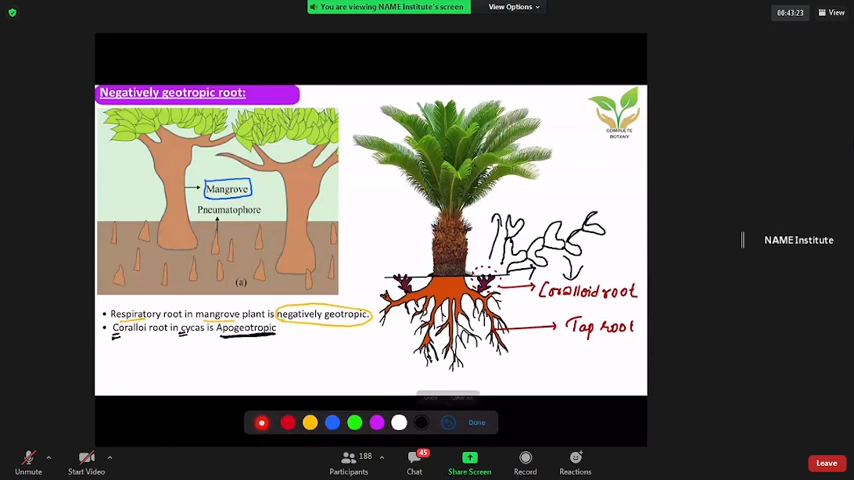 You are viewing NAME Institute's screen
View Options
00:43:23
View
Negatively geotropic root:
COMPLETE
BOTANY
Mangrove
Pneumatophore
(a)
Coralloid root
Tap root
NAME Institute
• Respiratory root in mangrove plant is negatively geotropic.
• Coralloi root in cycas is Apogeotropic
Done
Unmute
Start Video
188
Participants
45
Chat
Share Screen
Record
Reactions
Leave